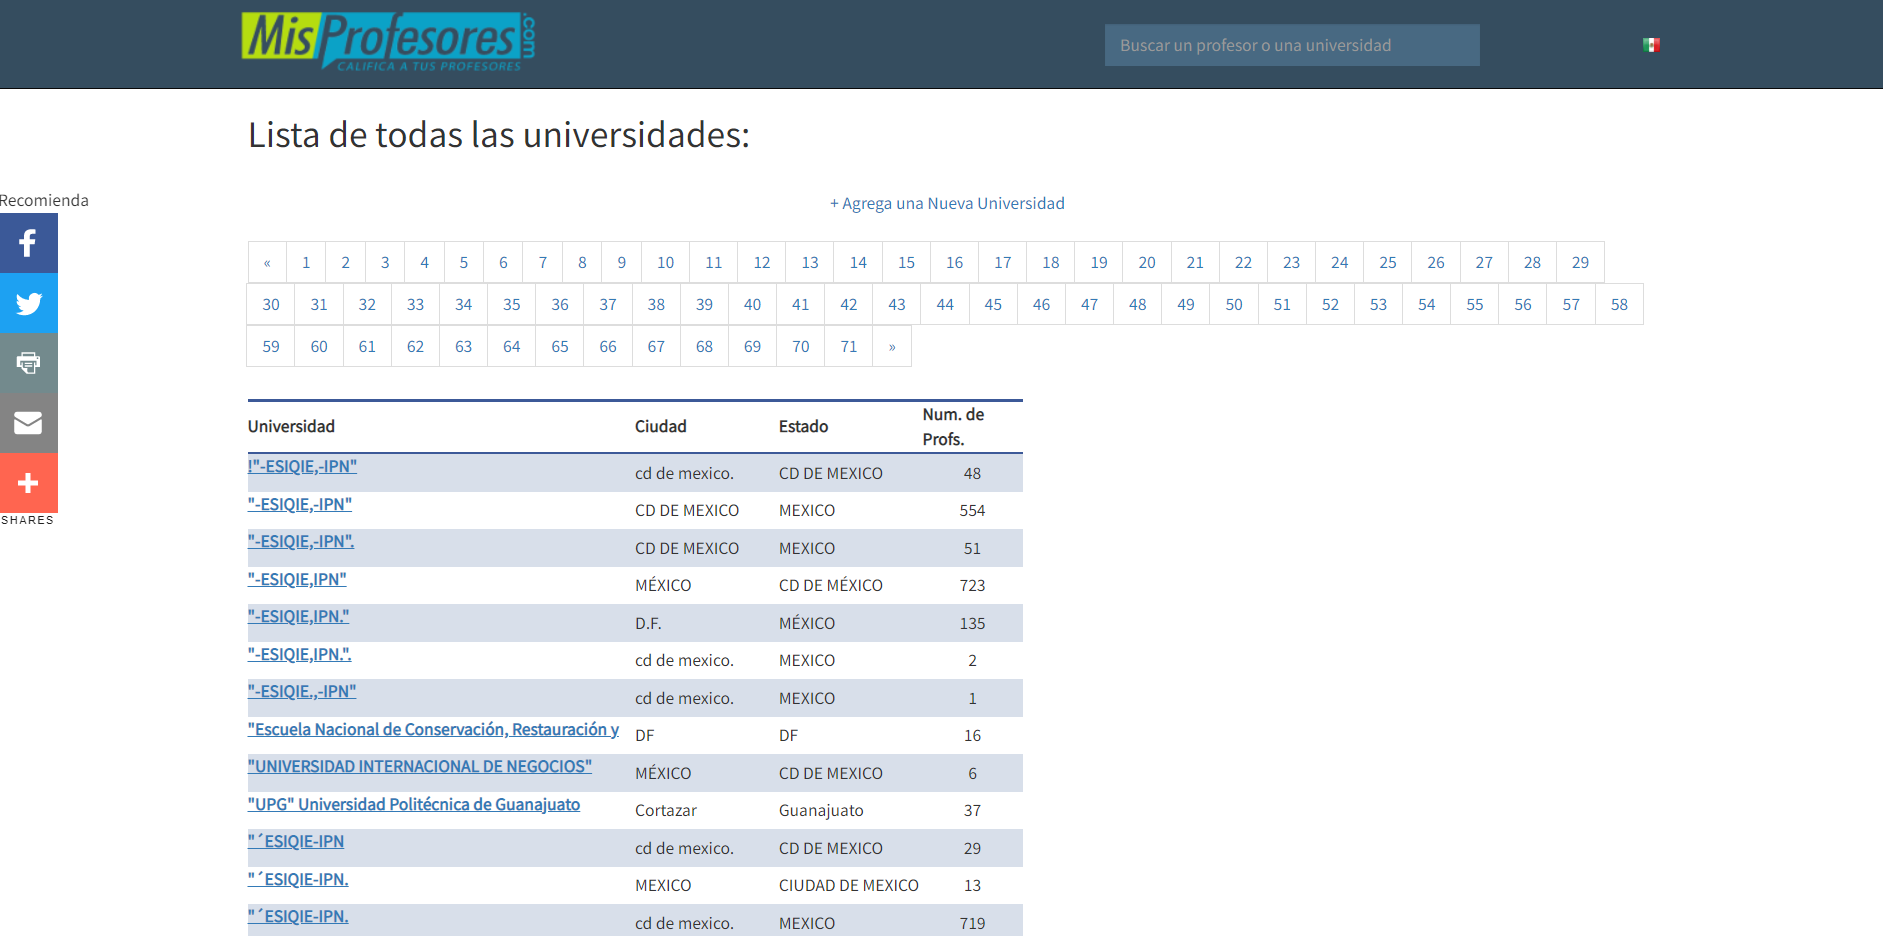 MisProfesores.com
CALIFICA A TUS PROFESORES
Buscar un profesor o una universidad
Lista de todas las universidades:
Recomienda
+ Agrega una Nueva Universidad
« 1 2 3 4 5 6 7 8 9 10 11 12 13 14 15 16 17 18 19 20 21 22 23 24 25 26 27 28 29
30 31 32 33 34 35 36 37 38 39 40 41 42 43 44 45 46 47 48 49 50 51 52 53 54 55 56 57 58
59 60 61 62 63 64 65 66 67 68 69 70 71 »
SHARES
Universidad Ciudad Estado Num. de Profs.
!"-ESIQIE,-IPN" cd de mexico. CD DE MEXICO 48
"-ESIQIE,-IPN" CD DE MEXICO MEXICO 554
"-ESIQIE,-IPN". CD DE MEXICO MEXICO 51
"-ESIQIE,IPN" MÉXICO CD DE MÉXICO 723
"-ESIQIE,IPN." D.F. MÉXICO 135
"-ESIQIE,IPN.". cd de mexico. MEXICO 2
"-ESIQIE.,-IPN" cd de mexico. MEXICO 1
"Escuela Nacional de Conservación, Restauración y DF DF 16
"UNIVERSIDAD INTERNACIONAL DE NEGOCIOS" MÉXICO CD DE MEXICO 6
"UPG" Universidad Politécnica de Guanajuato Cortazar Guanajuato 37
"´ESIQIE-IPN cd de mexico. CD DE MEXICO 29
"´ESIQIE-IPN. MEXICO CIUDAD DE MEXICO 13
"´ESIQIE-IPN. cd de mexico. MEXICO 719